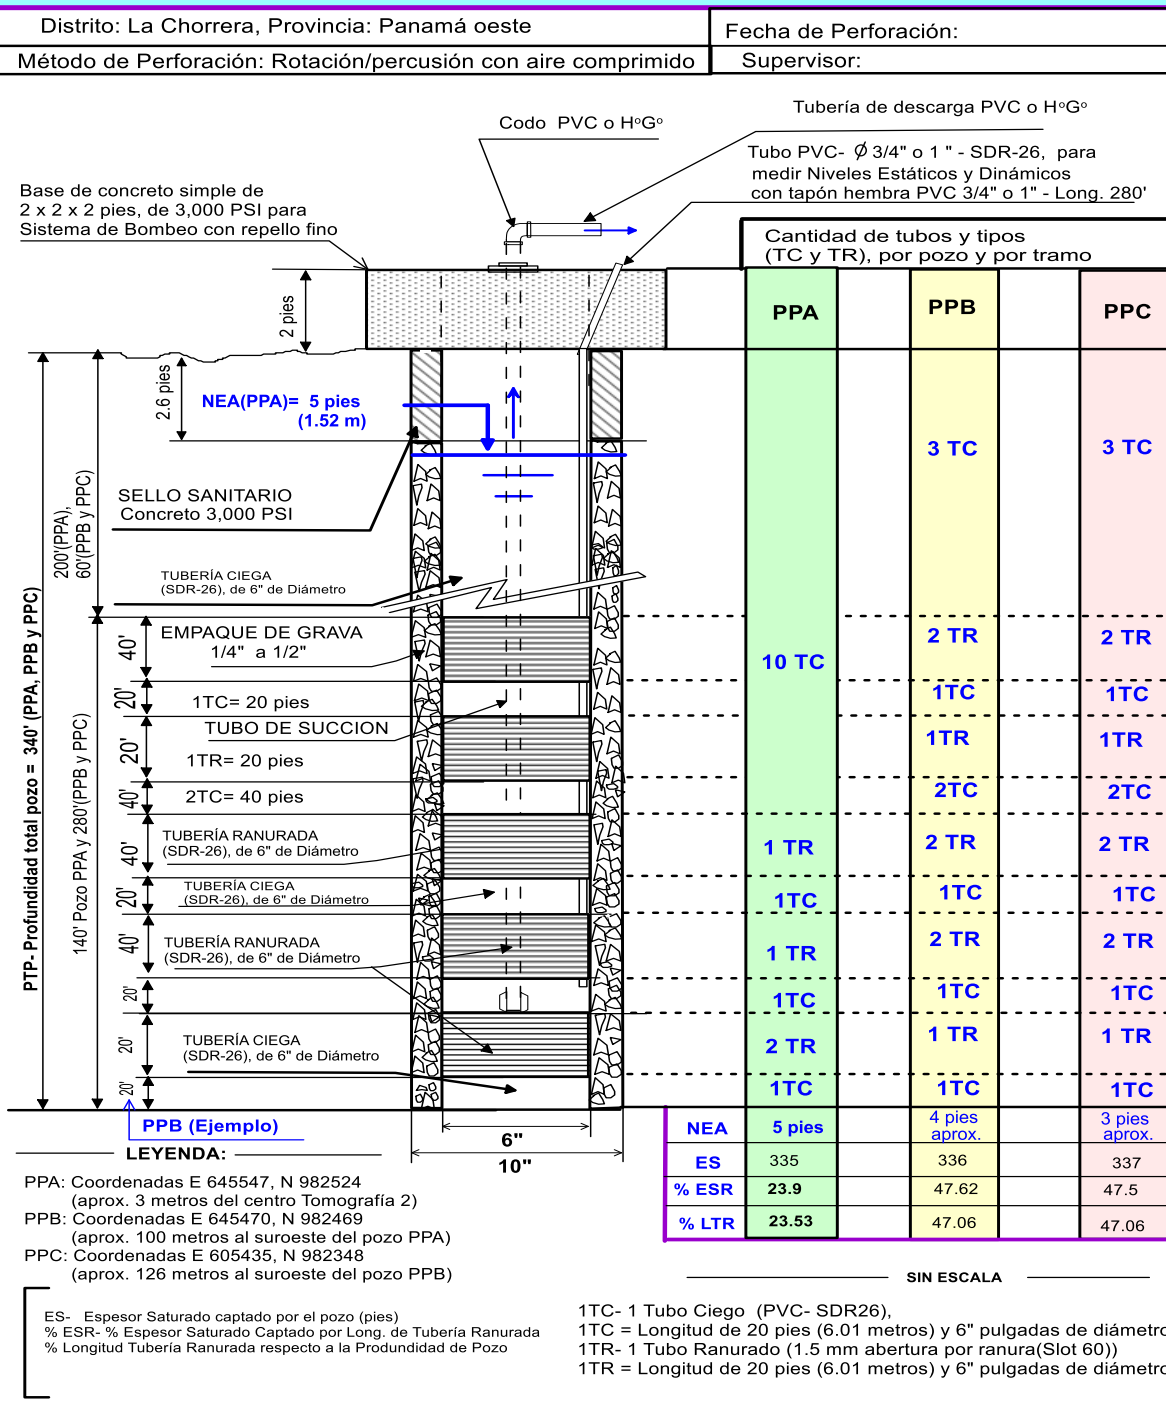 Distrito: La Chorrera, Provincia: Panamá oeste
Fecha de Perforación:
Método de Perforación: Rotación/percusión con aire comprimido
Supervisor:
Codo PVC o HºGº
Tubería de descarga PVC o HºGº
Tubo PVC- Ø 3/4" o 1 " - SDR-26, para
medir Niveles Estáticos y Dinámicos
con tapón hembra PVC 3/4" o 1" - Long. 280'
Base de concreto simple de
2 x 2 x 2 pies, de 3,000 PSI para
Sistema de Bombeo con repello fino
Cantidad de tubos y tipos
(TC y TR), por pozo y por tramo
PPA
PPB
PPC
2 pies
2.6 pies
NEA(PPA)= 5 pies
(1.52 m)
3 TC
3 TC
SELLO SANITARIO
Concreto 3,000 PSI
200'(PPA),
60'(PPB y PPC)
TUBERÍA CIEGA
(SDR-26), de 6" de Diámetro
PTP- Profundidad total pozo = 340' (PPA, PPB y PPC)
140' Pozo PPA y 280'(PPB y PPC)
40'
EMPAQUE DE GRAVA
1/4" a 1/2"
10 TC
2 TR
2 TR
20'
1TC= 20 pies
1TC
1TC
TUBO DE SUCCION
20'
1TR= 20 pies
1TR
1TR
40'
2TC= 40 pies
2TC
2TC
40'
TUBERÍA RANURADA
(SDR-26), de 6" de Diámetro
1 TR
2 TR
2 TR
20'
TUBERÍA CIEGA
(SDR-26), de 6" de Diámetro
1TC
1TC
1TC
40'
TUBERÍA RANURADA
(SDR-26), de 6" de Diámetro
1 TR
2 TR
2 TR
20'
1TC
1TC
1TC
20'
TUBERÍA CIEGA
(SDR-26), de 6" de Diámetro
2 TR
1 TR
1 TR
20'
1TC
1TC
1TC
PPB (Ejemplo)
6"
10"
NEA
5 pies
4 pies
aprox.
3 pies
aprox.
ES
335
336
337
% ESR
23.9
47.62
47.5
% LTR
23.53
47.06
47.06
LEYENDA:
PPA: Coordenadas E 645547, N 982524
(aprox. 3 metros del centro Tomografía 2)
PPB: Coordenadas E 645470, N 982469
(aprox. 100 metros al suroeste del pozo PPA)
PPC: Coordenadas E 605435, N 982348
(aprox. 126 metros al suroeste del pozo PPB)
SIN ESCALA
ES- Espesor Saturado captado por el pozo (pies)
% ESR- % Espesor Saturado Captado por Long. de Tubería Ranurada
% Longitud Tubería Ranurada respecto a la Produndidad de Pozo
1TC- 1 Tubo Ciego (PVC- SDR26),
1TC = Longitud de 20 pies (6.01 metros) y 6" pulgadas de diámetro
1TR- 1 Tubo Ranurado (1.5 mm abertura por ranura(Slot 60))
1TR = Longitud de 20 pies (6.01 metros) y 6" pulgadas de diámetro